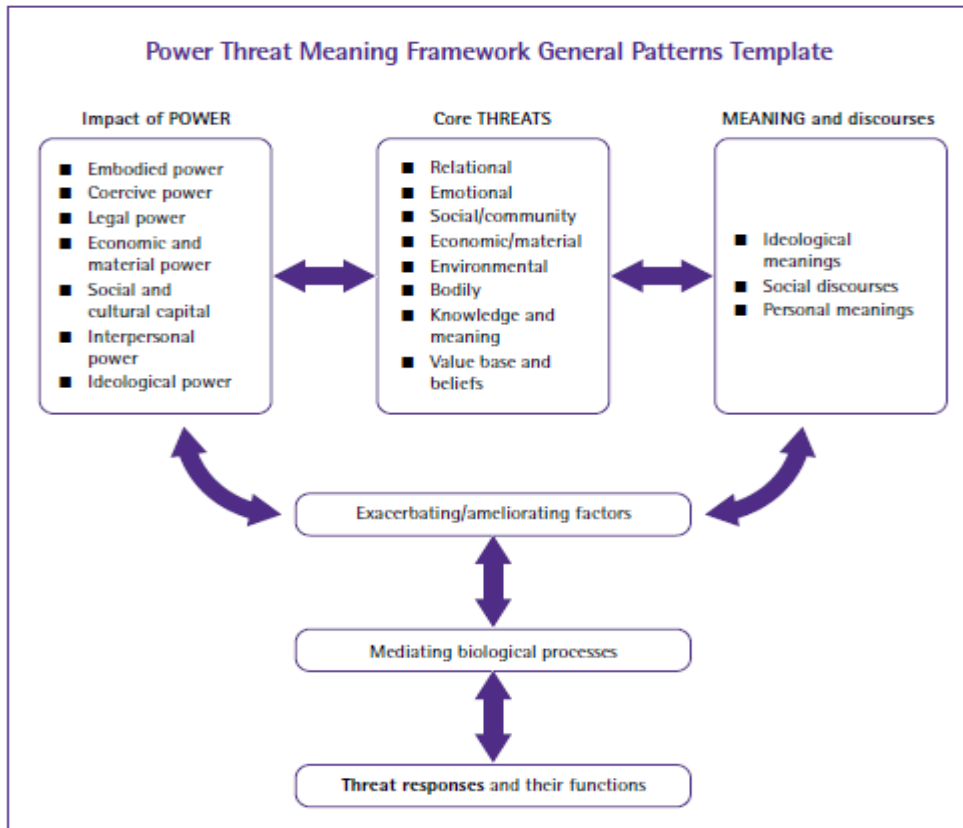 Power Threat Meaning Framework General Patterns Template
Impact of POWER
■ Embodied power
■ Coercive power
■ Legal power
■ Economic and
material power
■ Social and
cultural capital
■ Interpersonal
power
■ Ideological power
Core THREATS
■ Relational
■ Emotional
■ Social/community
■ Economic/material
■ Environmental
■ Bodily
■ Knowledge and
meaning
■ Value base and
beliefs
MEANING and discourses
■ Ideological
meanings
■ Social discourses
■ Personal meanings
Exacerbating/ameliorating factors
Mediating biological processes
Threat responses and their functions